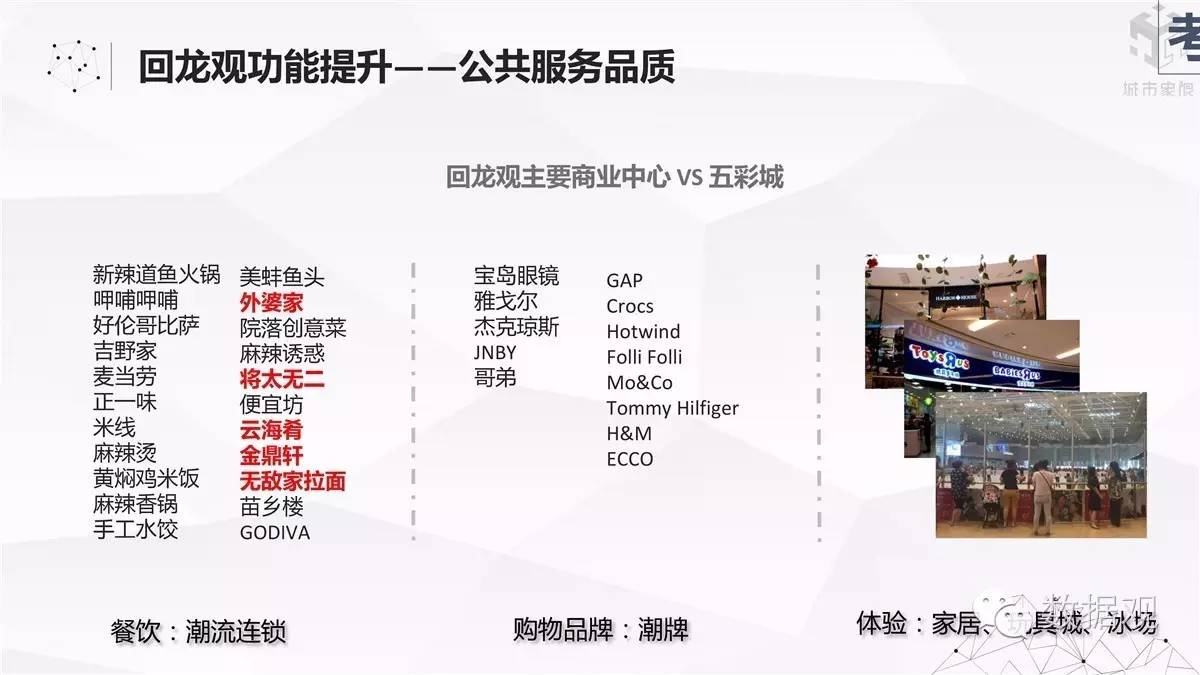 回龙观功能提升——公共服务品质
城市象限
回龙观主要商业中心 VS 五彩城
新辣道鱼火锅
呷哺呷哺
好伦哥比萨
吉野家
麦当劳
正一味
米线
麻辣烫
黄焖鸡米饭
麻辣香锅
手工水饺
美蚌鱼头
外婆家
院落创意菜
麻辣诱惑
将太无二
便宜坊
云海肴
金鼎轩
无敌家拉面
苗乡楼
GODIVA
宝岛眼镜
雅戈尔
杰克琼斯
JNBY
哥弟
GAP
Crocs
Hotwind
Folli Folli
Mo&Co
Tommy Hilfiger
H&M
ECCO
HARBOR HOUSE
Toys R Us
BABIES R US
餐饮：潮流连锁
购物品牌：潮牌
体验：家居、玩具城、冰场
数据观